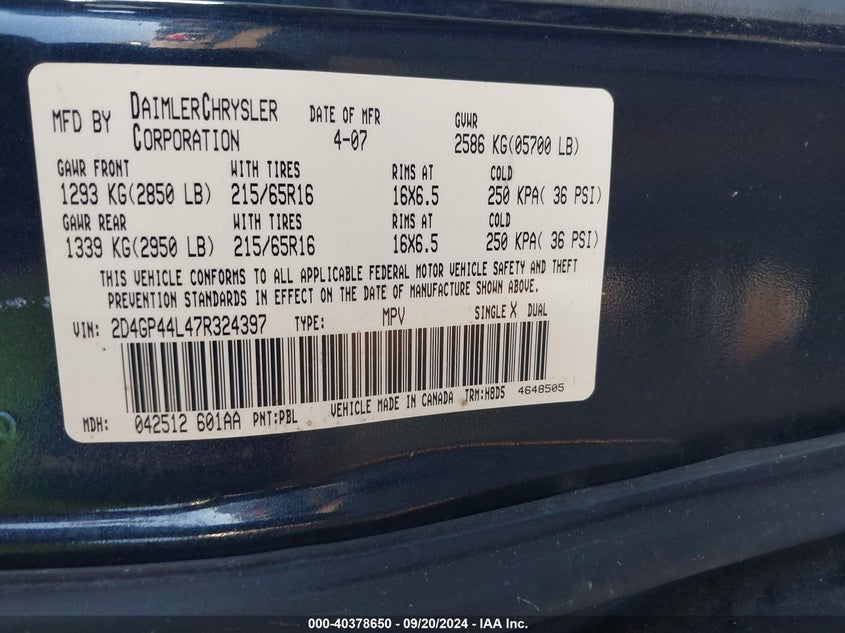 MFD BY DAIMLERCHRYSLER CORPORATION DATE OF MFR 4-07 GVWR 2586 KG(05700 LB)
GAWR FRONT WITH TIRES RIMS AT COLD
1293 KG(2850 LB) 215/65R16 16X6.5 250 KPA( 36 PSI)
GAWR REAR WITH TIRES RIMS AT COLD
1339 KG(2950 LB) 215/65R16 16X6.5 250 KPA( 36 PSI)
THIS VEHICLE CONFORMS TO ALL APPLICABLE FEDERAL MOTOR VEHICLE SAFETY AND THEFT
PREVENTION STANDARDS IN EFFECT ON THE DATE OF MANUFACTURE SHOWN ABOVE.
VIN: 2D4GP44L47R324397 TYPE: MPV SINGLE X DUAL
MDH: 042512 601AA PNT:PBL VEHICLE MADE IN CANADA TRM:H8D5 4648505
000-40378650 - 09/20/2024 - IAA Inc.